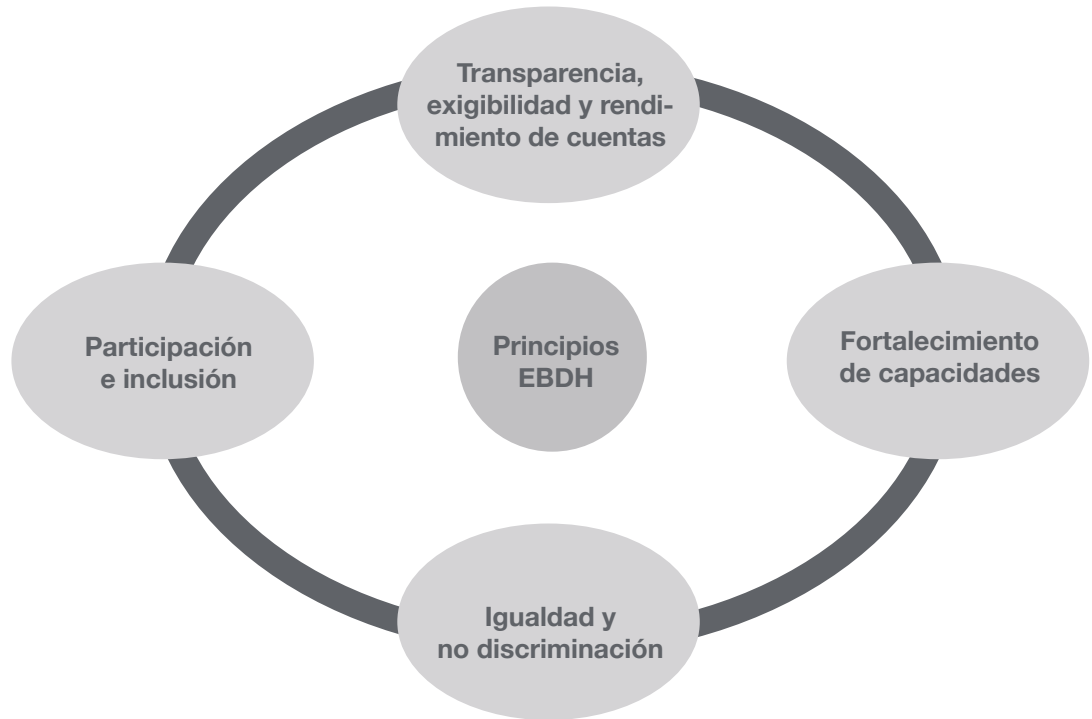 Transparencia,
exigibilidad y rendi-
miento de cuentas
Participación
e inclusión
Principios
EBDH
Fortalecimiento
de capacidades
Igualdad y
no discriminación